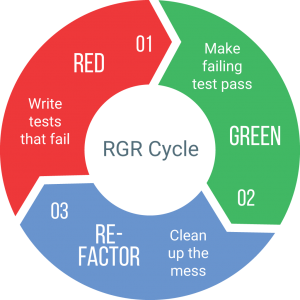 01
RED
Write
tests
that fail
Make
failing
test pass
GREEN
02
03
RE-
FACTOR
Clean
up the
mess
RGR Cycle